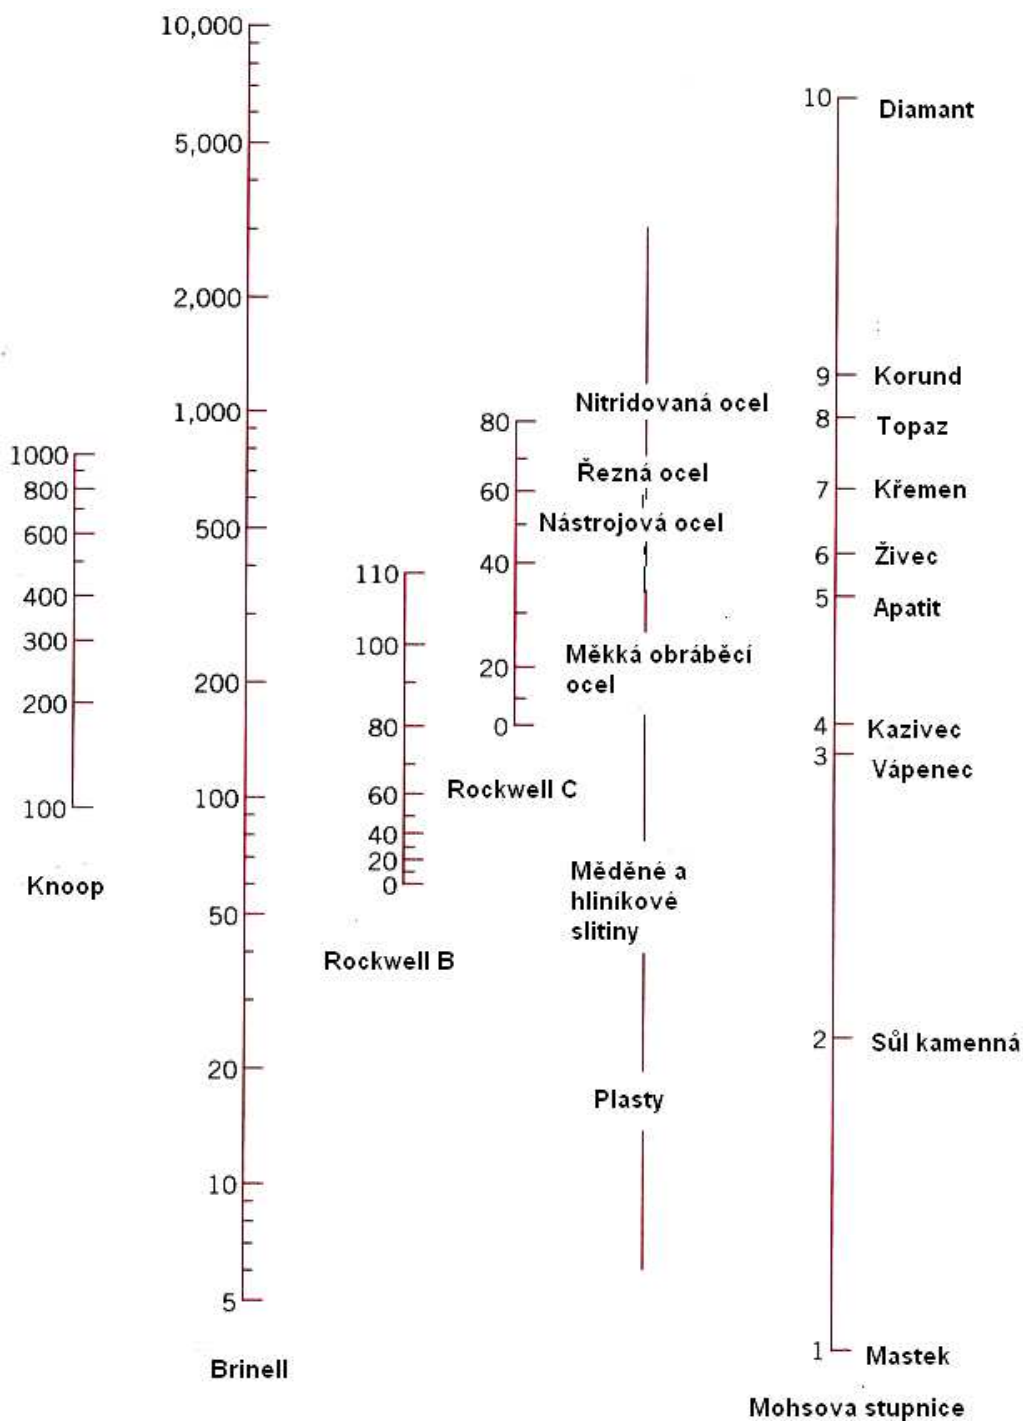 10,000
5,000
2,000
1,000
500
200
100
50
20
10
5
Brinell
1000
800
600
400
300
200
100
Knoop
110
100
80
60
40
20
0
Rockwell B
80
60
40
20
0
Rockwell C
Nitridovaná ocel
Řezná ocel
Nástrojová ocel
Měkká obráběcí
ocel
Měděné a
hliníkové
slitiny
Plasty
10 Diamant
9 Korund
8 Topaz
7 Křemen
6 Živec
5 Apatit
4 Kazivec
3 Vápenec
2 Sůl kamenná
1 Mastek
Mohsova stupnice